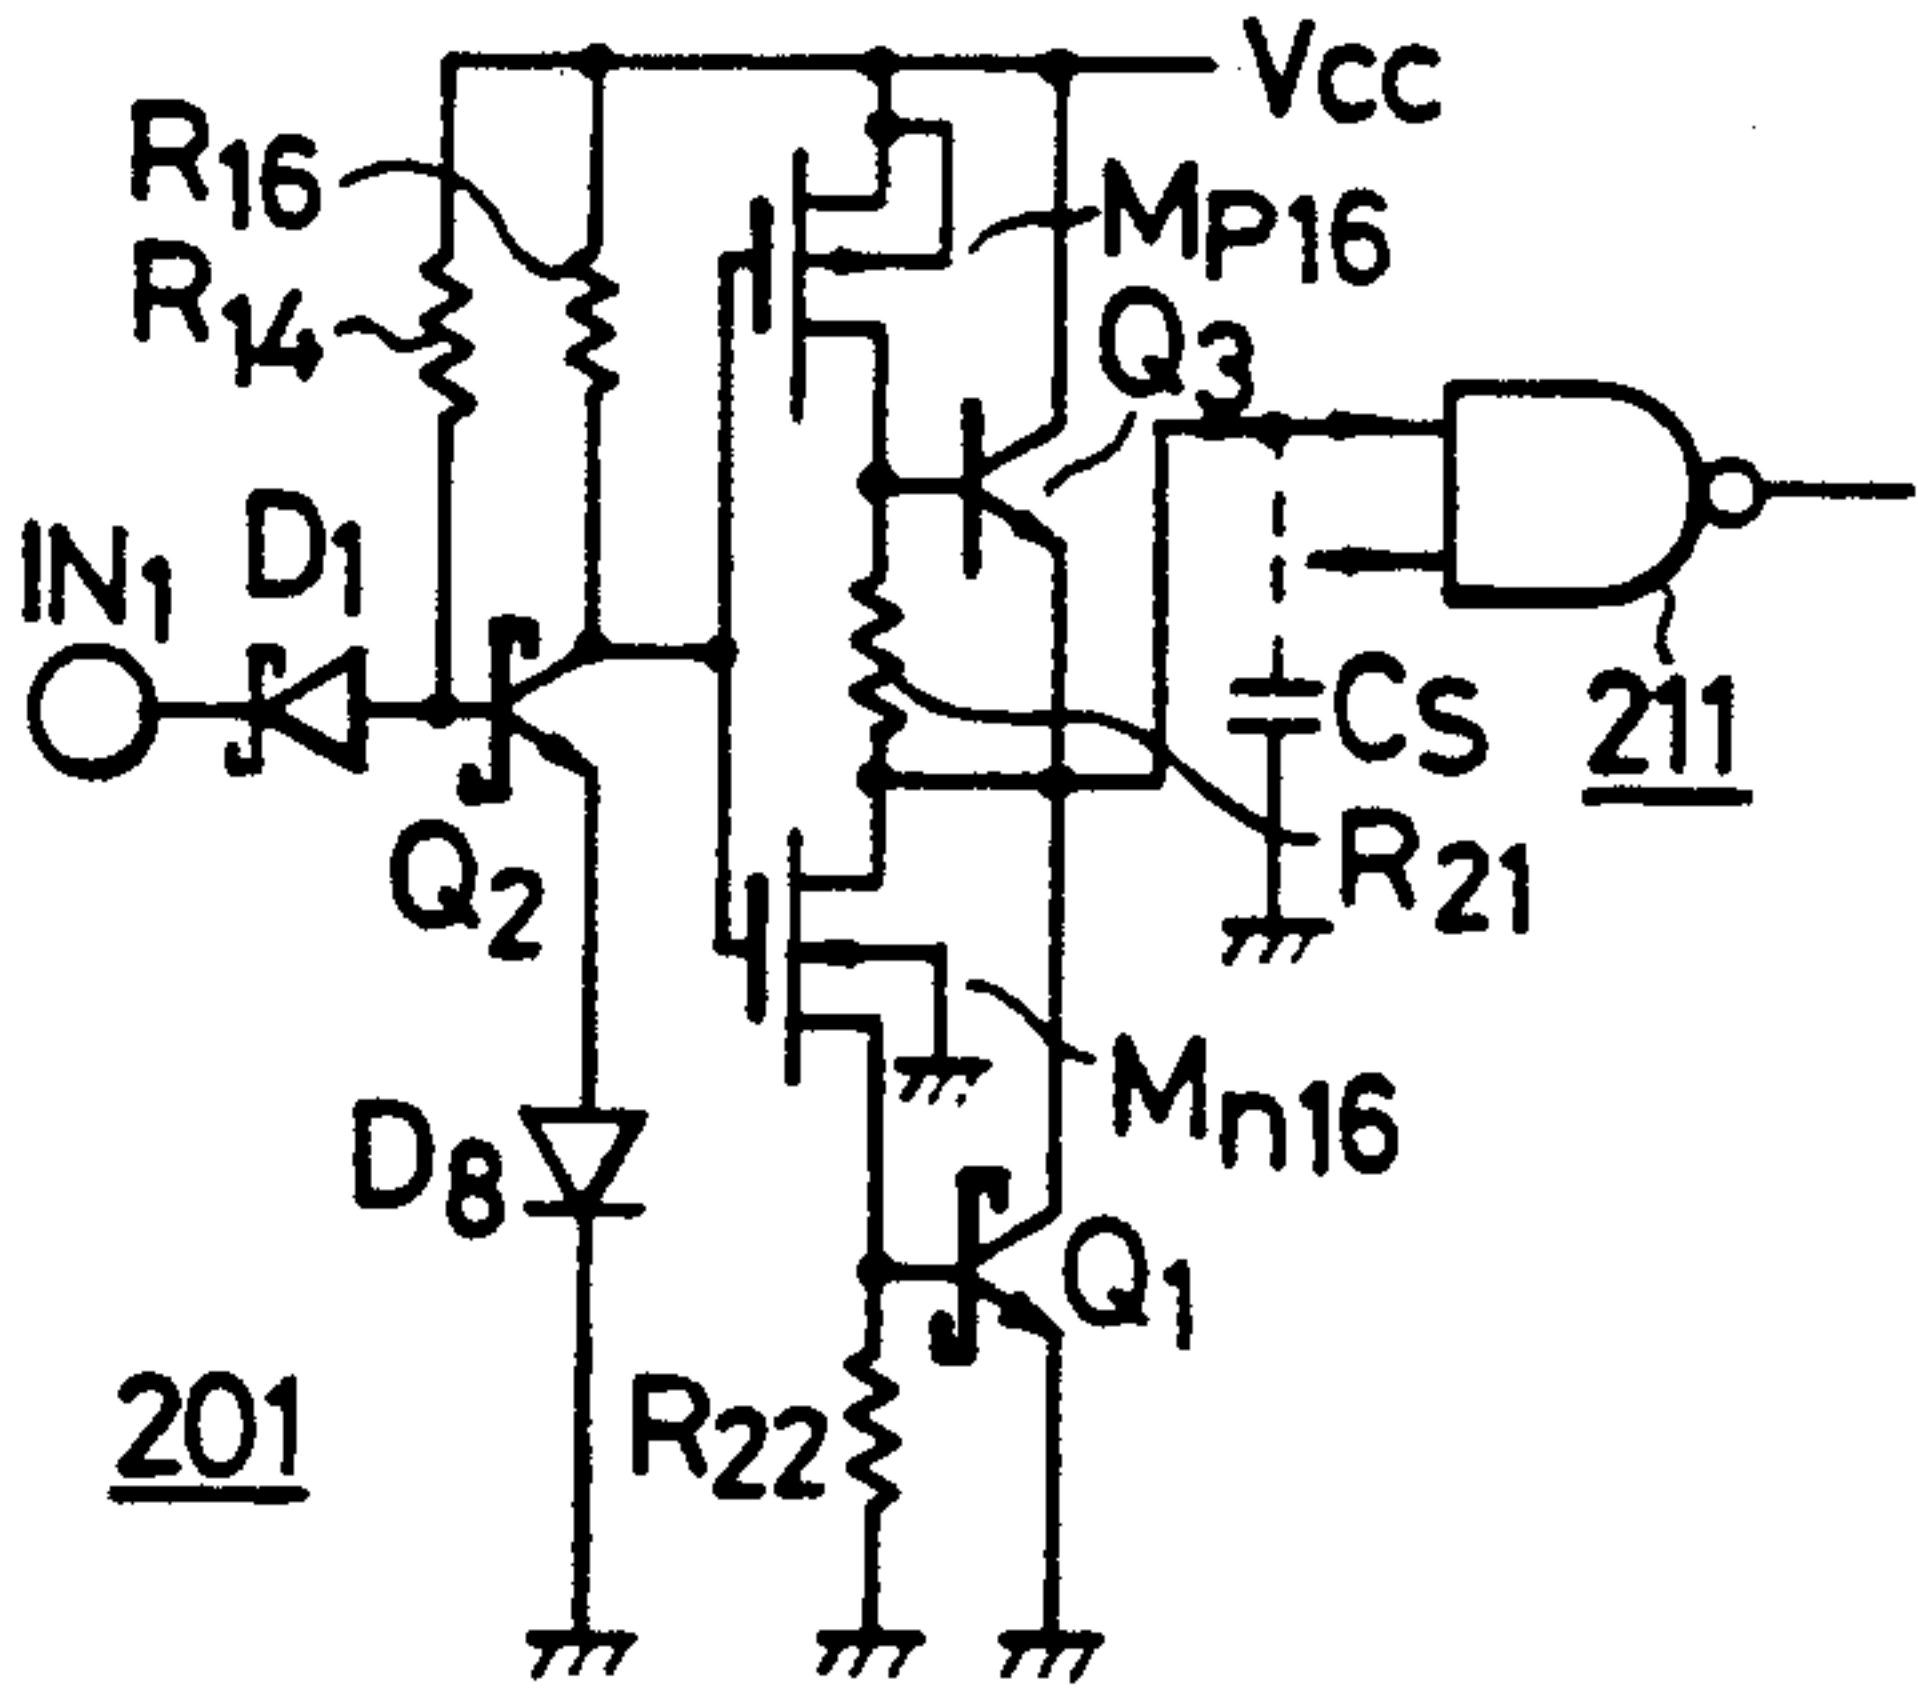 VCC
R16
MP16
R14
Q3
IN1
D1
CS
211
Q2
R21
Mn16
D8
Q1
201
R22